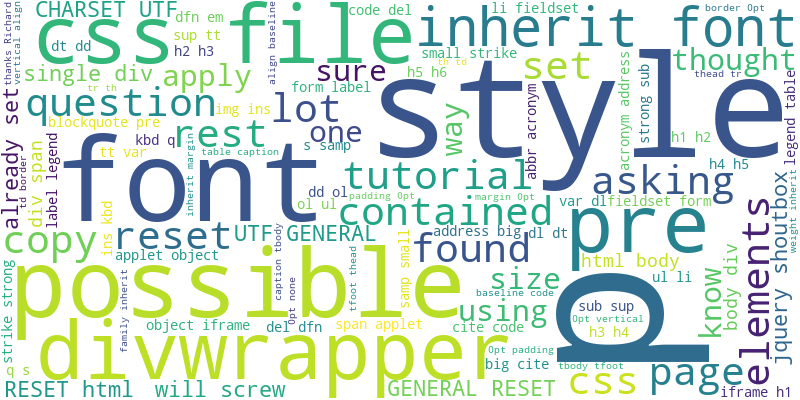 CHARSET UTF
dfn em
code del
li fieldset
border 0pt
thanks Richard
vertical align
css file
sup tt
align baseline
inherit
font
dt dd
h2 h3
small strike
th td
thought
single div
apply
sure
h5 h6
set
thead tr
tr th
form label
question
lot
img ins
way
acronym address
strong sub
legend table
already set
td border
blockquote pre
kbd q
rest
one
s samp
style
abbr acronym
h1 h2
div span
label legend
tt var
table caption
inherit margin
font
tutorial
h4 h5
asking
dd ol
padding 0pt
margin 0pt
var dl
fieldset form
ins kbd
ol ul
contained
pre
elements
jquery shoutbox
weight inherit
copy
reset
UTF GENERAL
address big
dl dt
found
applet object
caption tbody
tfoot thead
samp small
html body
know
body div
possible
size
ul li
strike strong
family inherit
0pt none
baseline code
using
sub sup
0pt vertical
p
object iframe
del dfn
span applet
cite code
h3 h4
divwrapper
0pt padding
q s
big cite
tbody tfoot
page
RESET html
will screw
GENERAL RESET
css
iframe h1